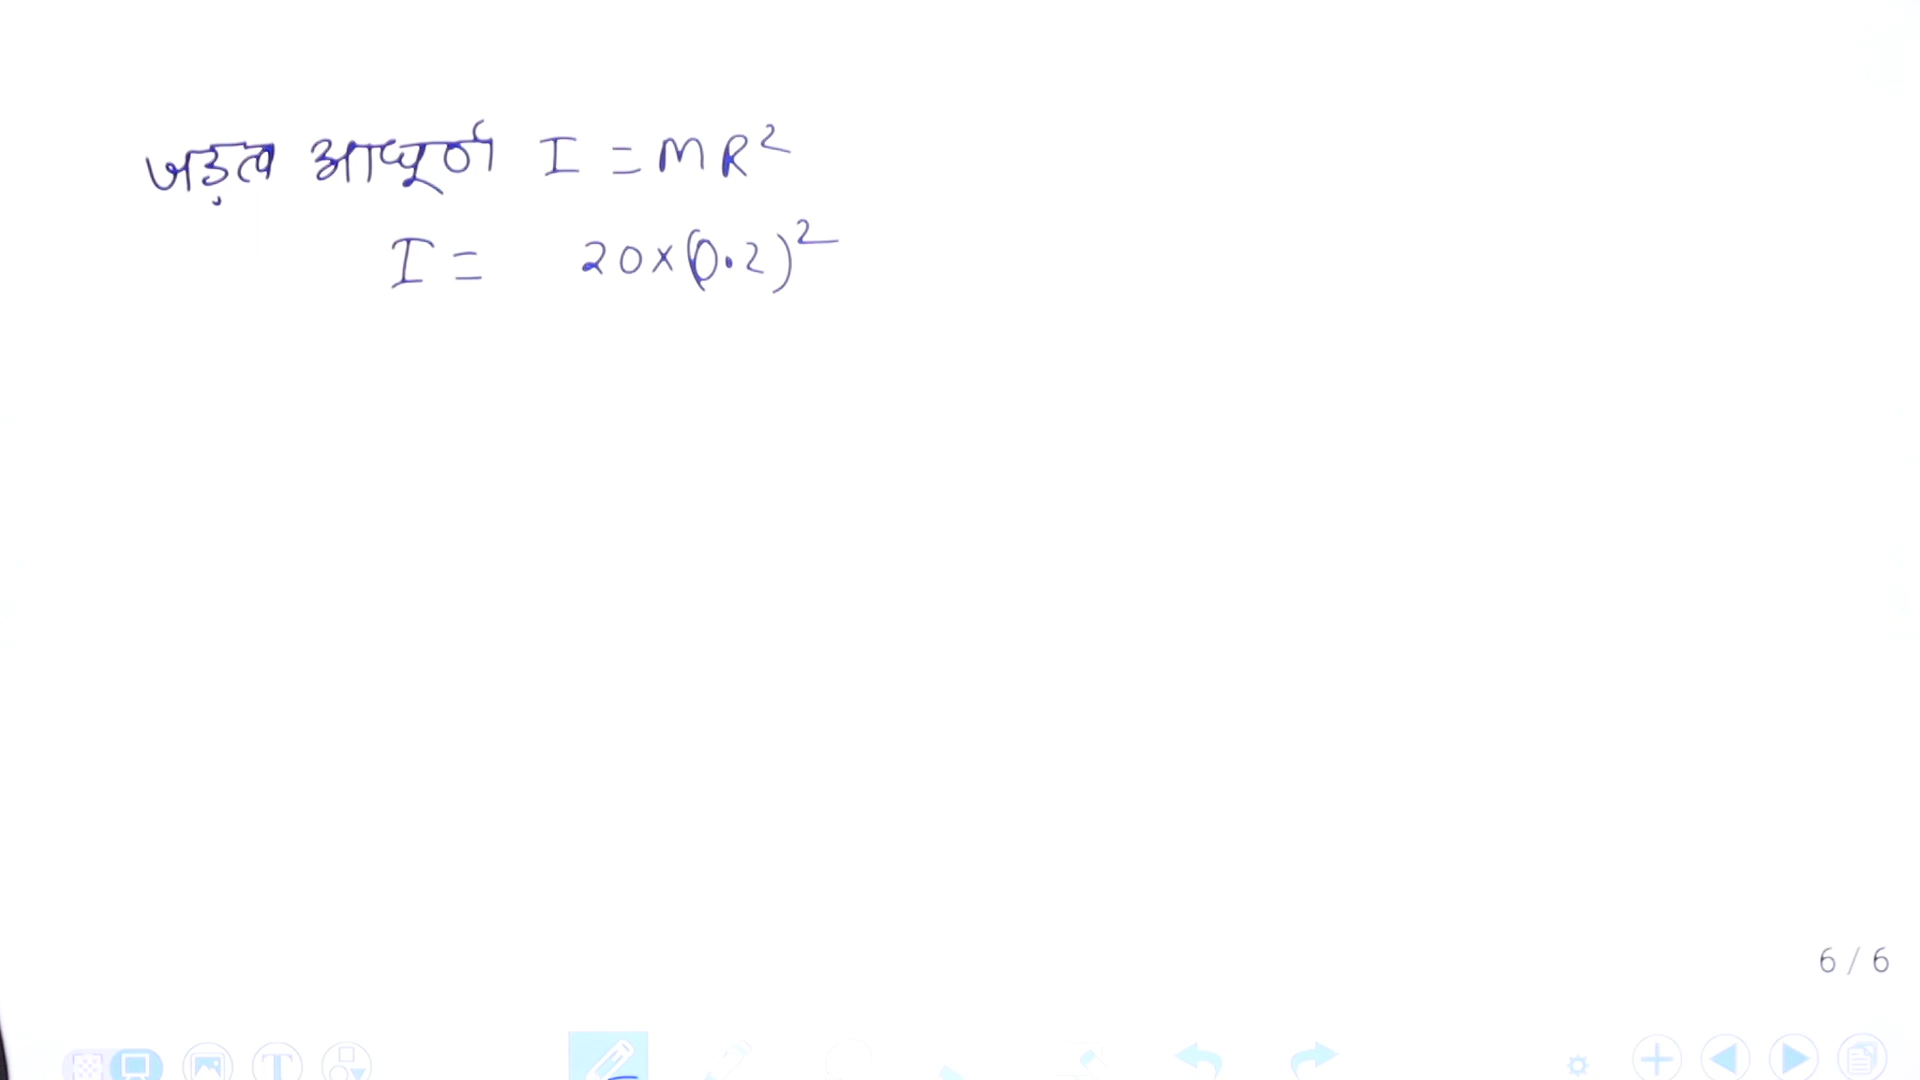 जड़त्व आघूर्ण I = MR²
I = 20×(0.2)²
6 / 6